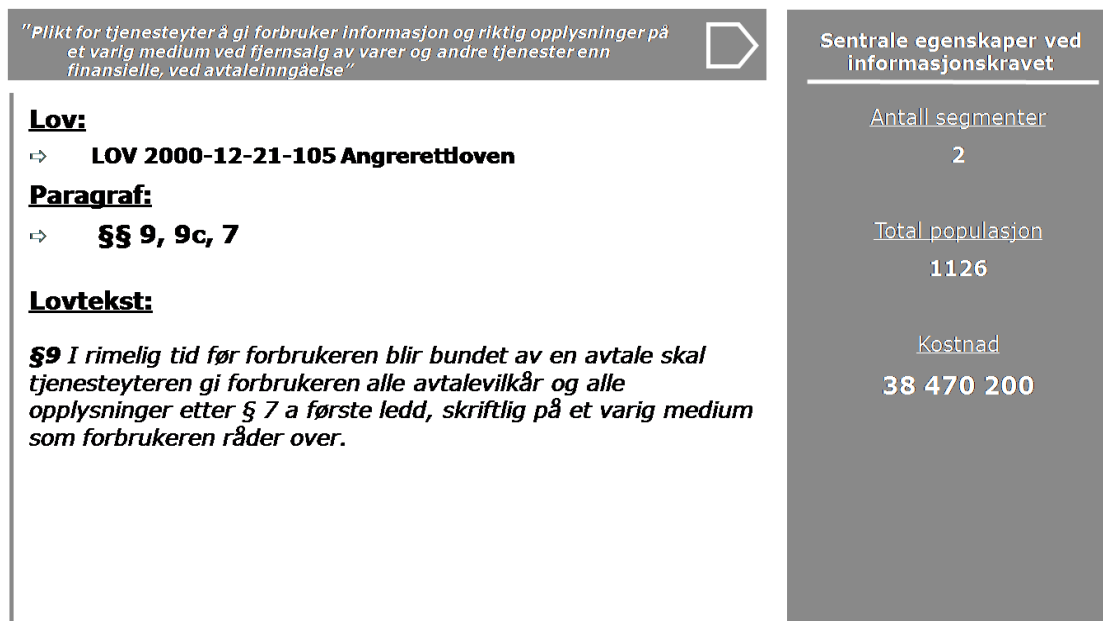 "Plikt for tjenesteyter å gi forbruker informasjon og riktig opplysninger på
et varig medium ved fjernsalg av varer og andre tjenester enn
finansielle, ved avtaleinngåelse"
Lov:
⇨ LOV 2000-12-21-105 Angrerettloven
Paragraf:
⇨ §§ 9, 9c, 7
Lovtekst:
§9 I rimelig tid før forbrukeren blir bundet av en avtale skal
tjenesteyteren gi forbrukeren alle avtalevilkår og alle
opplysninger etter § 7 a første ledd, skriftlig på et varig medium
som forbrukeren råder over.
Sentrale egenskaper ved
informasjonskravet
Antall segmenter
2
Total populasjon
1126
Kostnad
38 470 200